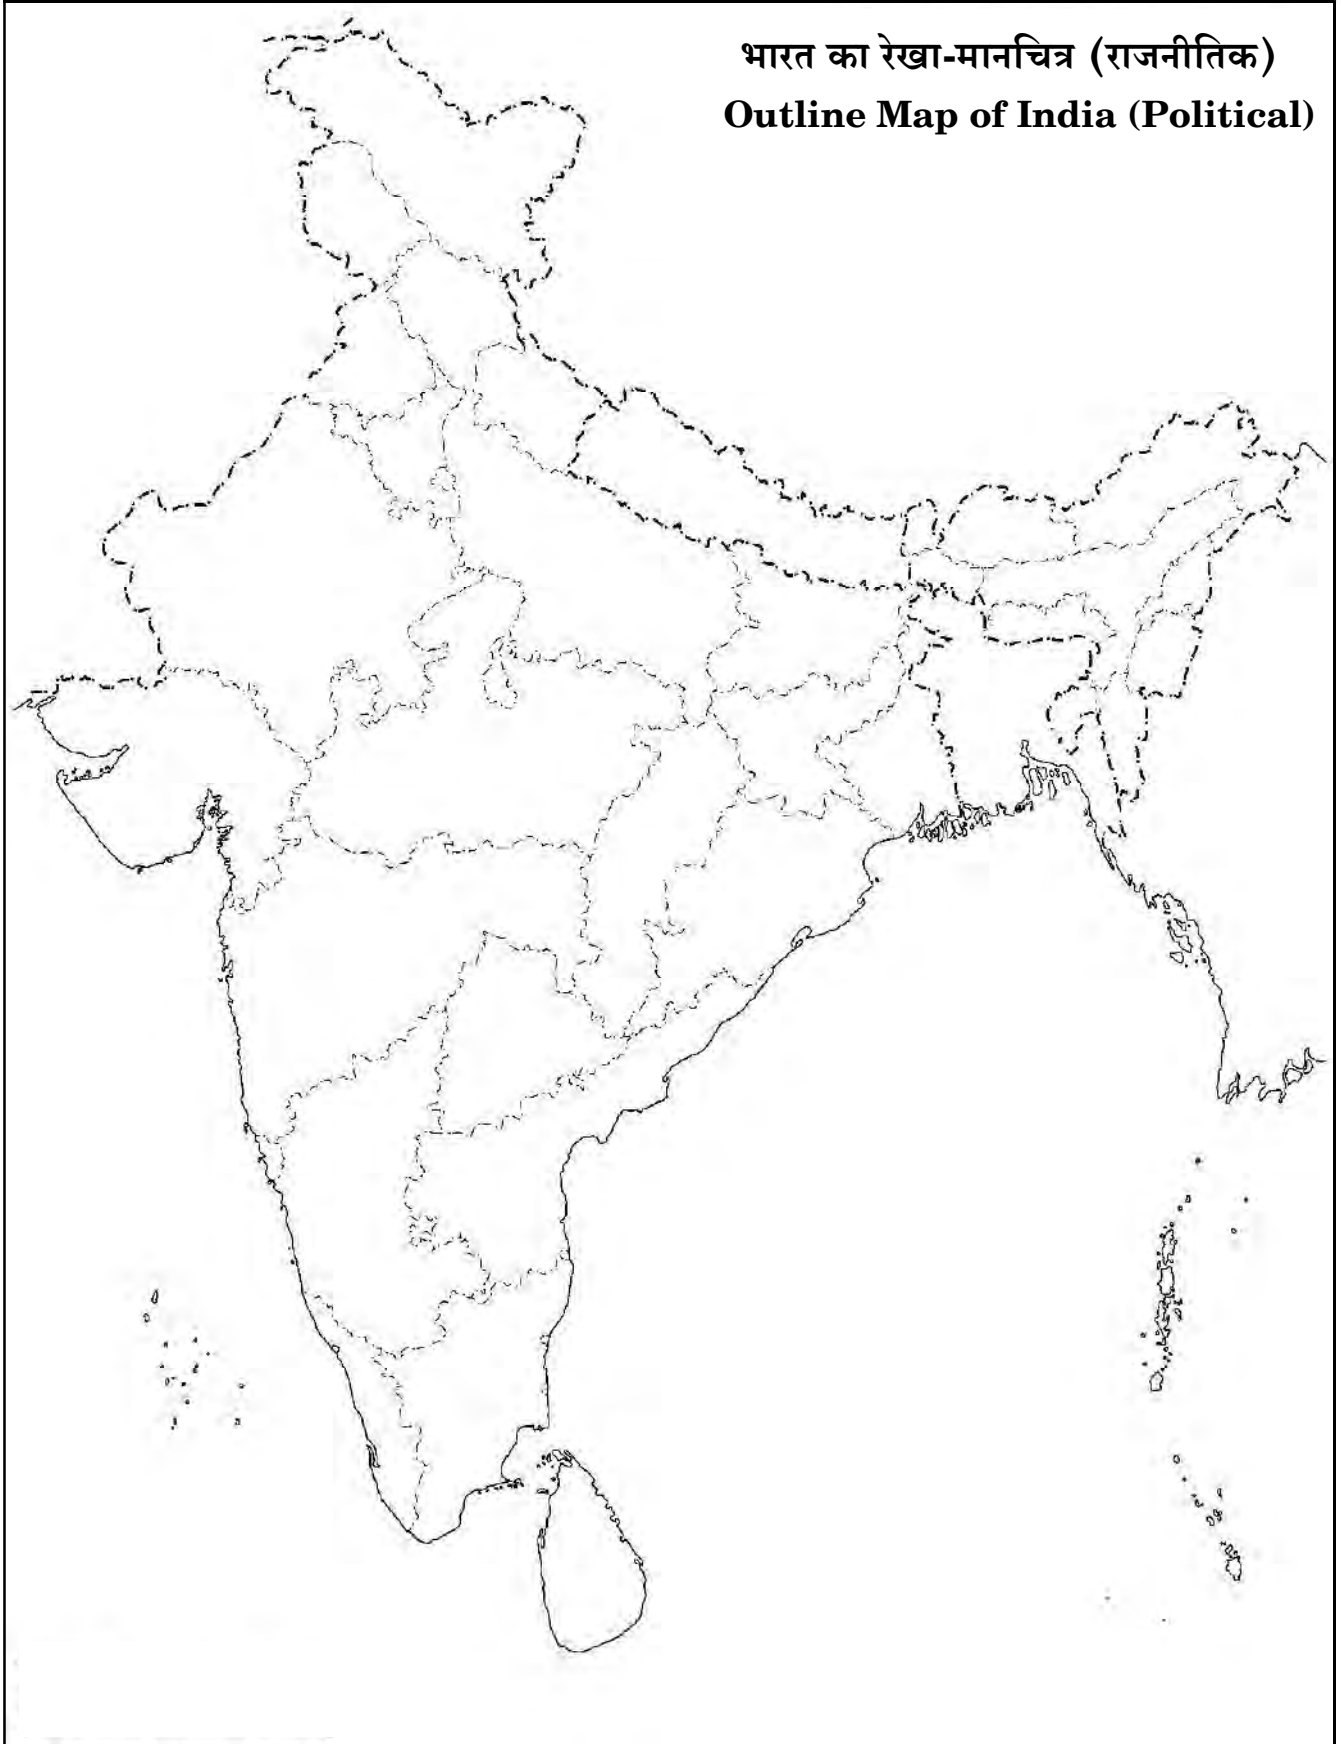 भारत का रेखा-मानचित्र (राजनीतिक)
Outline Map of India (Political)